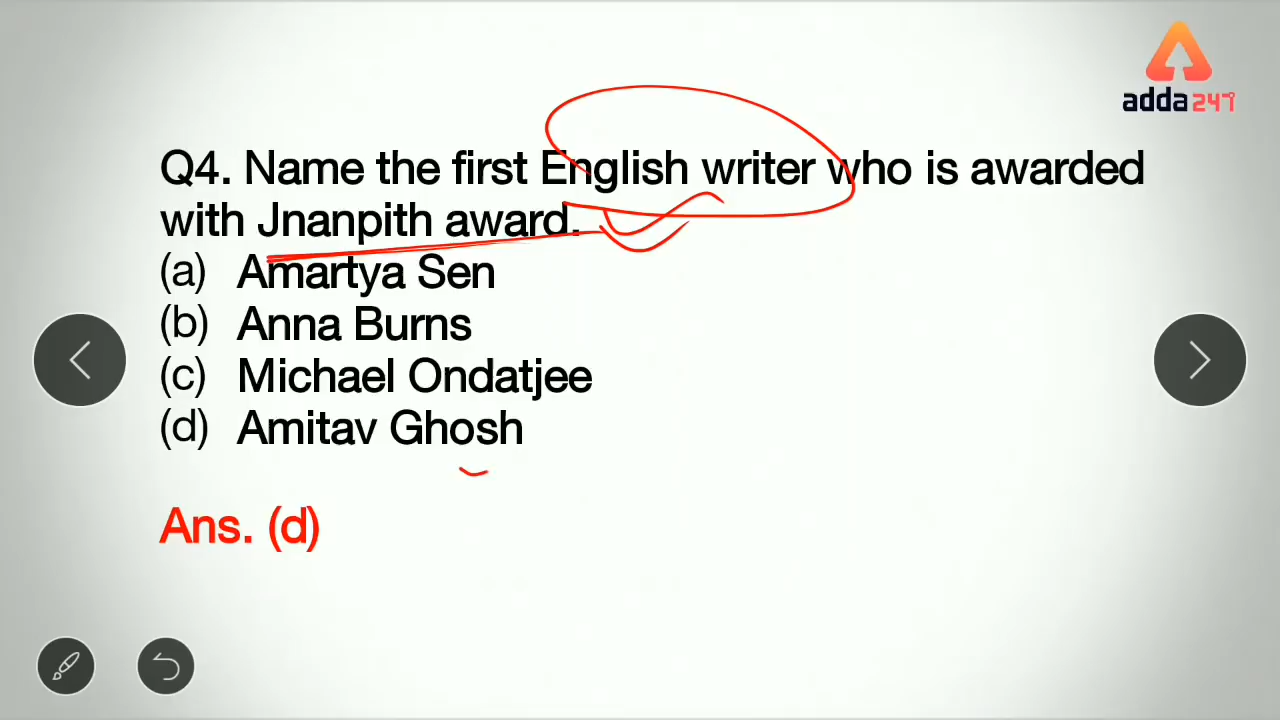 adda247
Q4. Name the first English writer who is awarded
with Jnanpith award.
(a) Amartya Sen
(b) Anna Burns
(c) Michael Ondatjee
(d) Amitav Ghosh
Ans. (d)